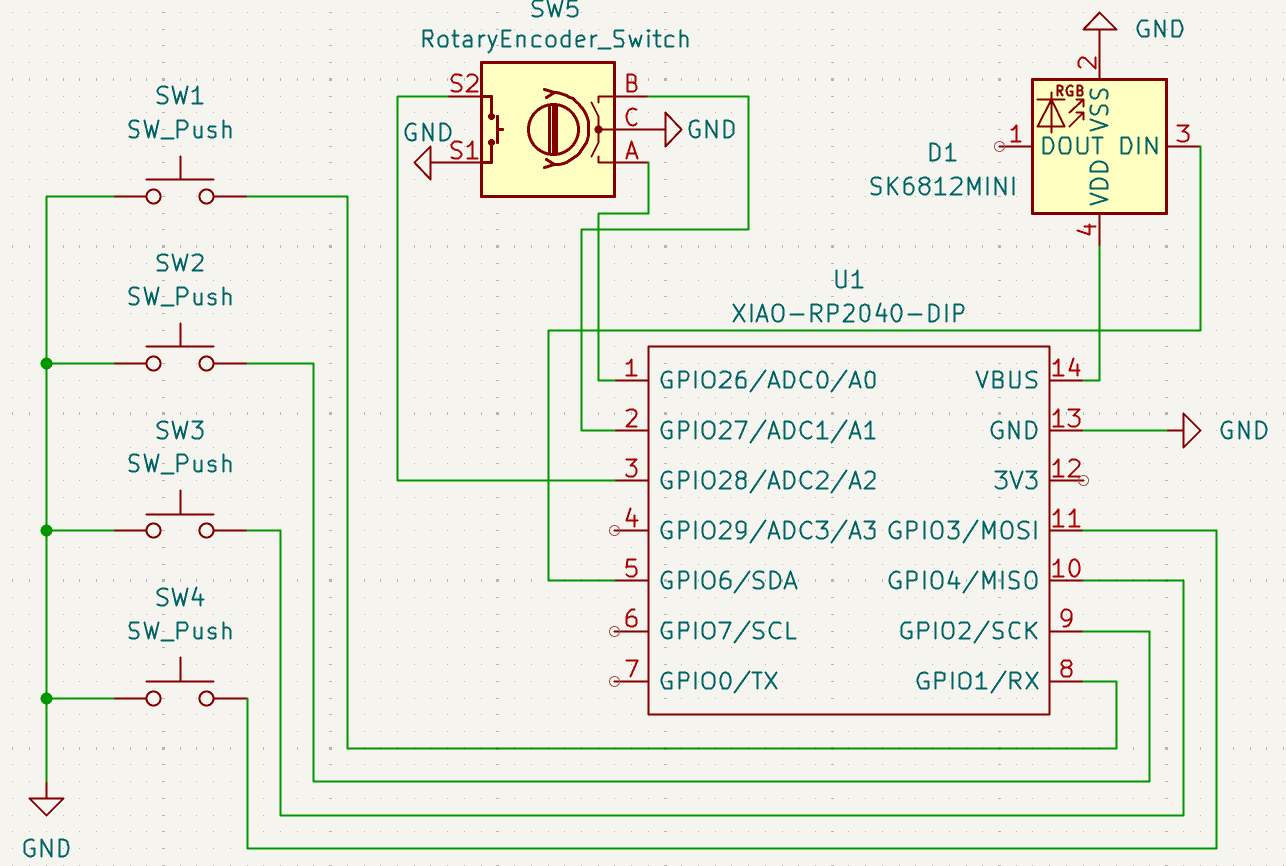 SW5
RotaryEncoder_Switch
GND
2
SW1
SW_Push
S2
B
GND
S1
C
GND
A
D1
SK6812MINI
1
RGB
VSS
DOUT
DIN
VDD
3
4
SW2
SW_Push
U1
XIAO-RP2040-DIP
1 GPIO26/ADC0/A0 VBUS 14
2 GPIO27/ADC1/A1 GND 13
GND
SW3
SW_Push
3 GPIO28/ADC2/A2 3V3 12
4 GPIO29/ADC3/A3 GPIO3/MOSI 11
5 GPIO6/SDA GPIO4/MISO 10
SW4
SW_Push
6 GPIO7/SCL GPIO2/SCK 9
7 GPIO0/TX GPIO1/RX 8
GND